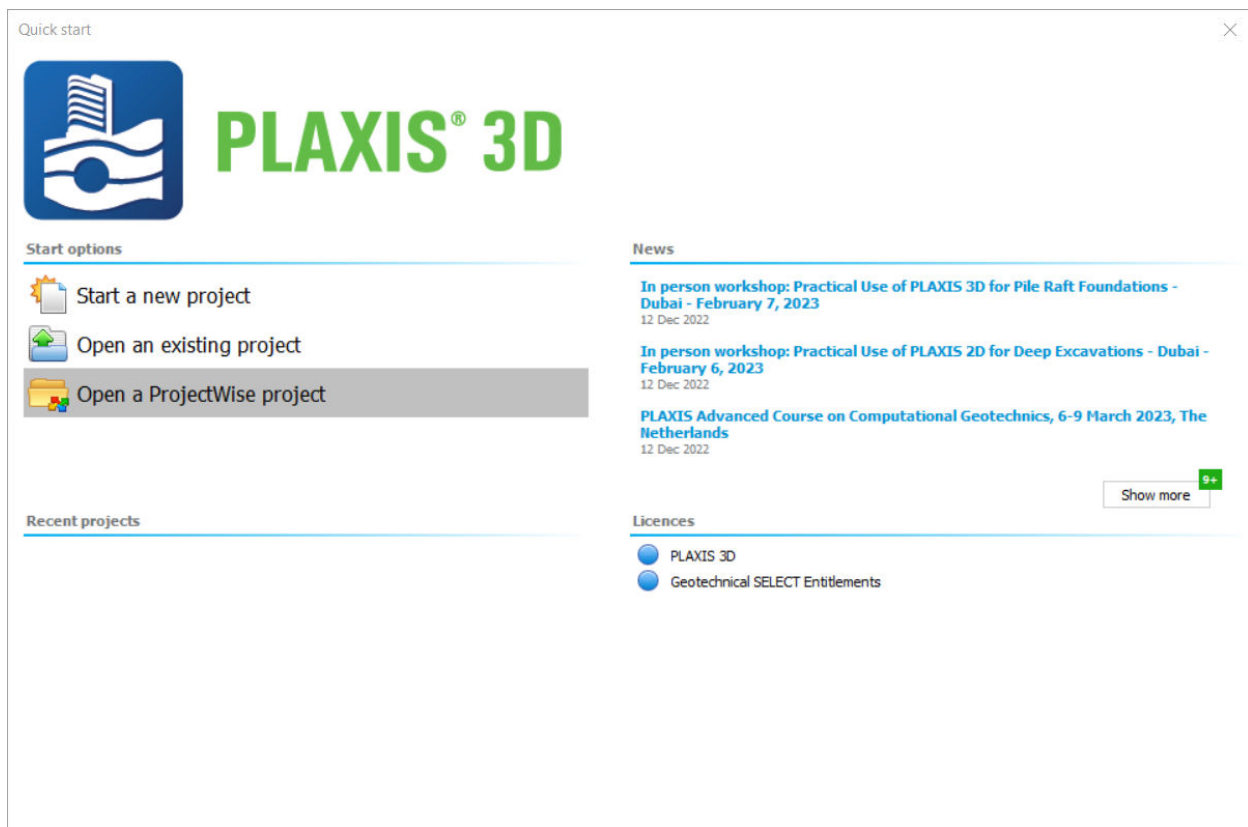 Quick start
PLAXIS® 3D
Start options
Start a new project
Open an existing project
Open a ProjectWise project
Recent projects
News
In person workshop: Practical Use of PLAXIS 3D for Pile Raft Foundations -
Dubai - February 7, 2023
12 Dec 2022
In person workshop: Practical Use of PLAXIS 2D for Deep Excavations - Dubai -
February 6, 2023
12 Dec 2022
PLAXIS Advanced Course on Computational Geotechnics, 6-9 March 2023, The
Netherlands
12 Dec 2022
9+
Show more
Licences
PLAXIS 3D
Geotechnical SELECT Entitlements